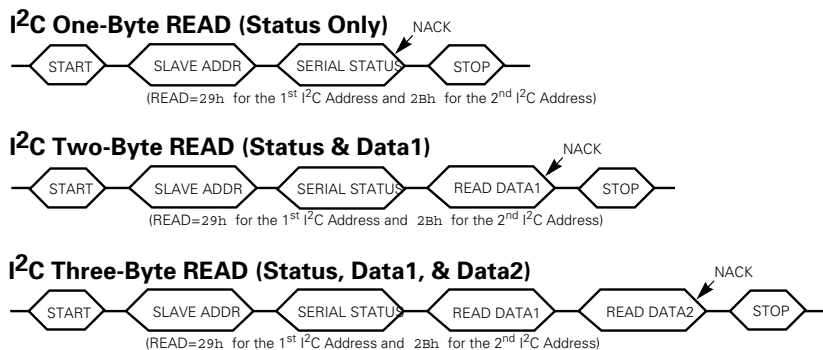 I²C One-Byte READ (Status Only)
NACK
START SLAVE ADDR SERIAL STATUS STOP
(READ=29h for the 1st I²C Address and 2Bh for the 2nd I²C Address)
I²C Two-Byte READ (Status & Data1)
NACK
START SLAVE ADDR SERIAL STATUS READ DATA1 STOP
(READ=29h for the 1st I²C Address and 2Bh for the 2nd I²C Address)
I²C Three-Byte READ (Status, Data1, & Data2)
NACK
START SLAVE ADDR SERIAL STATUS READ DATA1 READ DATA2 STOP
(READ=29h for the 1st I²C Address and 2Bh for the 2nd I²C Address)